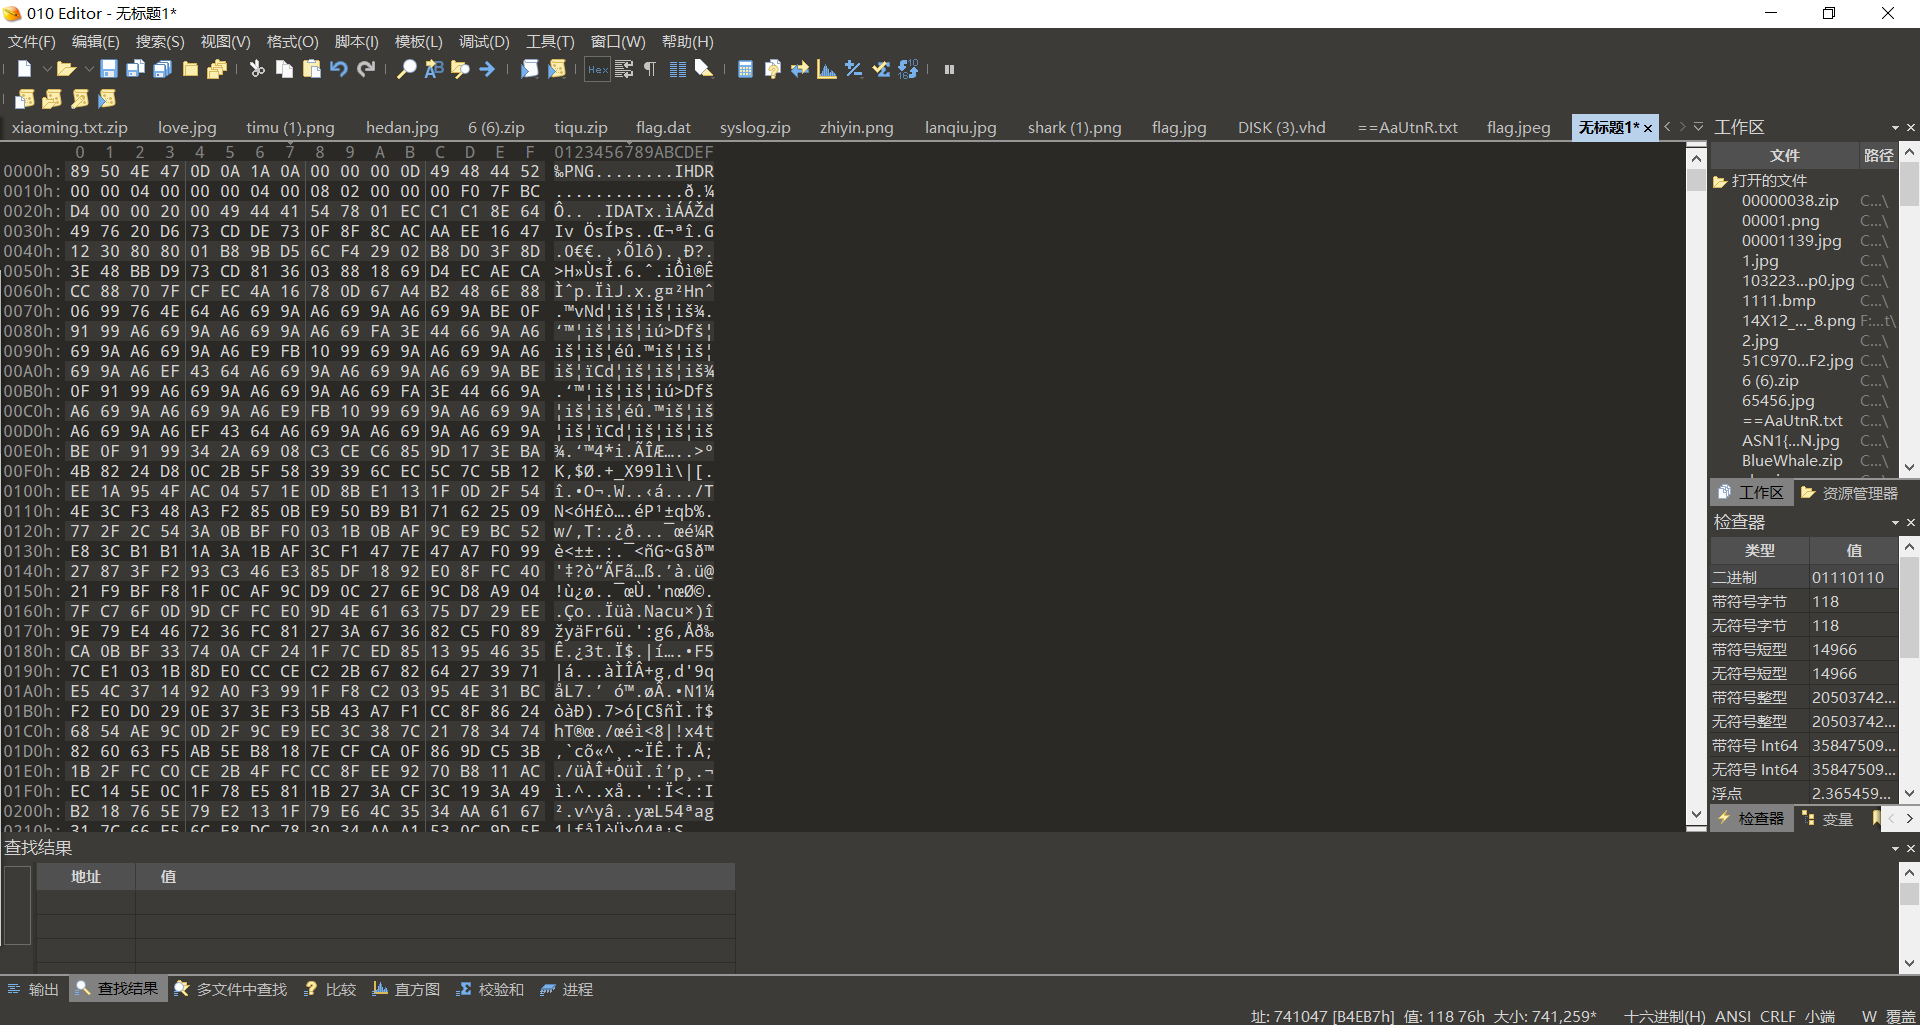 010 Editor - 无标题1*
文件(F) 编辑(E) 搜索(S) 视图(V) 格式(O) 脚本(I) 模板(L) 调试(D) 工具(T) 窗口(W) 帮助(H)
xiaoming.txt.zip love.jpg timu (1).png hedan.jpg 6 (6).zip tiqu.zip flag.dat syslog.zip zhiyin.png lanqiu.jpg shark (1).png flag.jpg DISK (3).vhd ==AaUtnR.txt flag.jpeg 无标题1*
0 1 2 3 4 5 6 7 8 9 A B C D E F 0123456789ABCDEF
0000h: 89 50 4E 47 0D 0A 1A 0A 00 00 00 0D 49 48 44 52 ‰PNG........IHDR
0010h: 00 00 04 00 00 00 04 00 08 02 00 00 00 F0 7F BC .............ð.¼
0020h: D4 00 00 20 00 49 44 41 54 78 01 EC C1 C1 8E 64 Ô.. .IDATx.ìÁÁŽd
0030h: 49 76 20 D6 73 CD DE 73 0F 8F 8C AC AA EE 16 47 Iv ÖsÍÞs..Œ¬ªî.G
0040h: 12 30 80 80 01 B8 9B D5 6C F4 29 02 B8 D0 3F 8D .0€€.¸›Õlô).¸Ð?.
0050h: 3E 48 BB D9 73 CD 81 36 03 88 18 69 D4 EC AE CA >H»ÙsÍ.6.ˆ.iÔì®Ê
0060h: CC 88 70 7F CF EC 4A 16 78 0D 67 A4 B2 48 6E 88 Ìˆp.ÏìJ.x.g¤²Hnˆ
0070h: 06 99 76 4E 64 A6 69 9A A6 69 9A A6 69 9A BE 0F .™vNd¦iš¦iš¦iš¾.
0080h: 91 99 A6 69 9A A6 69 9A A6 69 FA 3E 44 66 9A A6 ‘™¦iš¦iš¦iú>Dfš¦
0090h: 69 9A A6 69 9A A6 E9 FB 10 99 69 9A A6 69 9A A6 iš¦iš¦éû.™iš¦iš¦
00A0h: 69 9A A6 EF 43 64 A6 69 9A A6 69 9A A6 69 9A BE iš¦ïCd¦iš¦iš¦iš¾
00B0h: 0F 91 99 A6 69 9A A6 69 9A A6 69 FA 3E 44 66 9A .‘™¦iš¦iš¦iú>Dfš
00C0h: A6 69 9A A6 69 9A A6 E9 FB 10 99 69 9A A6 69 9A ¦iš¦iš¦éû.™iš¦iš
00D0h: A6 69 9A A6 EF 43 64 A6 69 9A A6 69 9A A6 69 9A ¦iš¦ïCd¦iš¦iš¦iš
00E0h: BE 0F 91 99 34 2A 69 08 C3 CE C6 85 9D 17 3E BA ¾.‘™4*i.ÃÎÆ…..>º
00F0h: 4B 82 24 D8 0C 2B 5F 58 39 39 6C EC 5C 7C 5B 12 K‚$Ø.+_X99lì\|[.
0100h: EE 1A 95 4F AC 04 57 1E 0D 8B E1 13 1F 0D 2F 54 î.•O¬.W..‹á.../T
0110h: 4E 3C F3 48 A3 F2 85 0B E9 50 B9 B1 71 62 25 09 N<óH£ò….éP¹±qb%.
0120h: 77 2F 2C 54 3A 0B BF F0 03 1B 0B AF 9C E9 BC 52 w/,T:.¿ð...¯œé¼R
0130h: E8 3C B1 B1 1A 3A 1B AF 3C F1 47 7E 47 A7 F0 99 è<±±.:.¯<ñG~G§ð™
0140h: 27 87 3F F2 93 C3 46 E3 85 DF 18 92 E0 8F FC 40 '‡?ò“ÃFã…ß.’à.ü@
0150h: 21 F9 BF F8 1F 0C AF 9C D9 0C 27 6E 9C D8 A9 04 !ù¿ø..¯œÙ.'nœØ©.
0160h: 7F C7 6F 0D 9D CF FC E0 9D 4E 61 63 75 D7 29 EE .Ço..Ïüà.Nacu×)î
0170h: 9E 79 E4 46 72 36 FC 81 27 3A 67 36 82 C5 F0 89 žyäFr6ü.':g6‚Åð‰
0180h: CA 0B BF 33 74 0A CF 24 1F 7C ED 85 13 95 46 35 Ê.¿3t.Ï$.|í….•F5
0190h: 7C E1 03 1B 8D E0 CC CE C2 2B 67 82 64 27 39 71 |á...àÌÎÂ+g‚d'9q
01A0h: E5 4C 37 14 92 A0 F3 99 1F F8 C2 03 95 4E 31 BC åL7.’ ó™.øÂ.•N1¼
01B0h: F2 E0 D0 29 0E 37 3E F3 5B 43 A7 F1 CC 8F 86 24 òàÐ).7>ó[C§ñÌ.†$
01C0h: 68 54 AE 9C 0D 2F 9C E9 EC 3C 38 7C 21 78 34 74 hT®œ./œéì<8|!x4t
01D0h: 82 60 63 F5 AB 5E B8 18 7E CF CA 0F 86 9D C5 3B ‚`cõ«^¸.~ÏÊ.†.Å;
01E0h: 1B 2F FC C0 CE 2B 4F FC CC 8F EE 92 70 B8 11 AC ./üÀÎ+OüÌ.î’p¸.¬
01F0h: EC 14 5E 0C 1F 78 E5 81 1B 27 3A CF 3C 19 3A 49 ì.^..xå..':Ï<.:I
0200h: B2 18 76 5E 79 E2 13 1F 79 E6 4C 35 34 AA 61 67 ².v^yâ..yæL54ªag
0210h: 31 7C 66 E5 6C E8 DC 78 30 34 AA A1 53 0C 9D 5E
工作区
文件 路径
打开的文件
00000038.zip C...\
00001.png C...\
00001139.jpg C...\
1.jpg C...\
103223...p0.jpg C...\
1111.bmp C...\
14X12_..._8.png F:...t\
2.jpg C...\
51C970...F2.jpg C...\
6 (6).zip C...\
65456.jpg C...\
==AaUtnR.txt C...\
ASN1{...N.jpg C...\
BlueWhale.zip C...\
工作区 资源管理器
检查器
类型 值
二进制 01110110
带符号字节 118
无符号字节 118
带符号短型 14966
无符号短型 14966
带符号整型 20503742...
无符号整型 20503742...
带符号 Int64 35847509...
无符号 Int64 35847509...
浮点 2.365459...
检查器 变量
查找结果
地址 值
输出 查找结果 多文件中查找 比较 直方图 校验和 进程
址: 741047 [B4EB7h] 值: 118 76h 大小: 741,259* 十六进制(H) ANSI CRLF 小端 W 覆盖